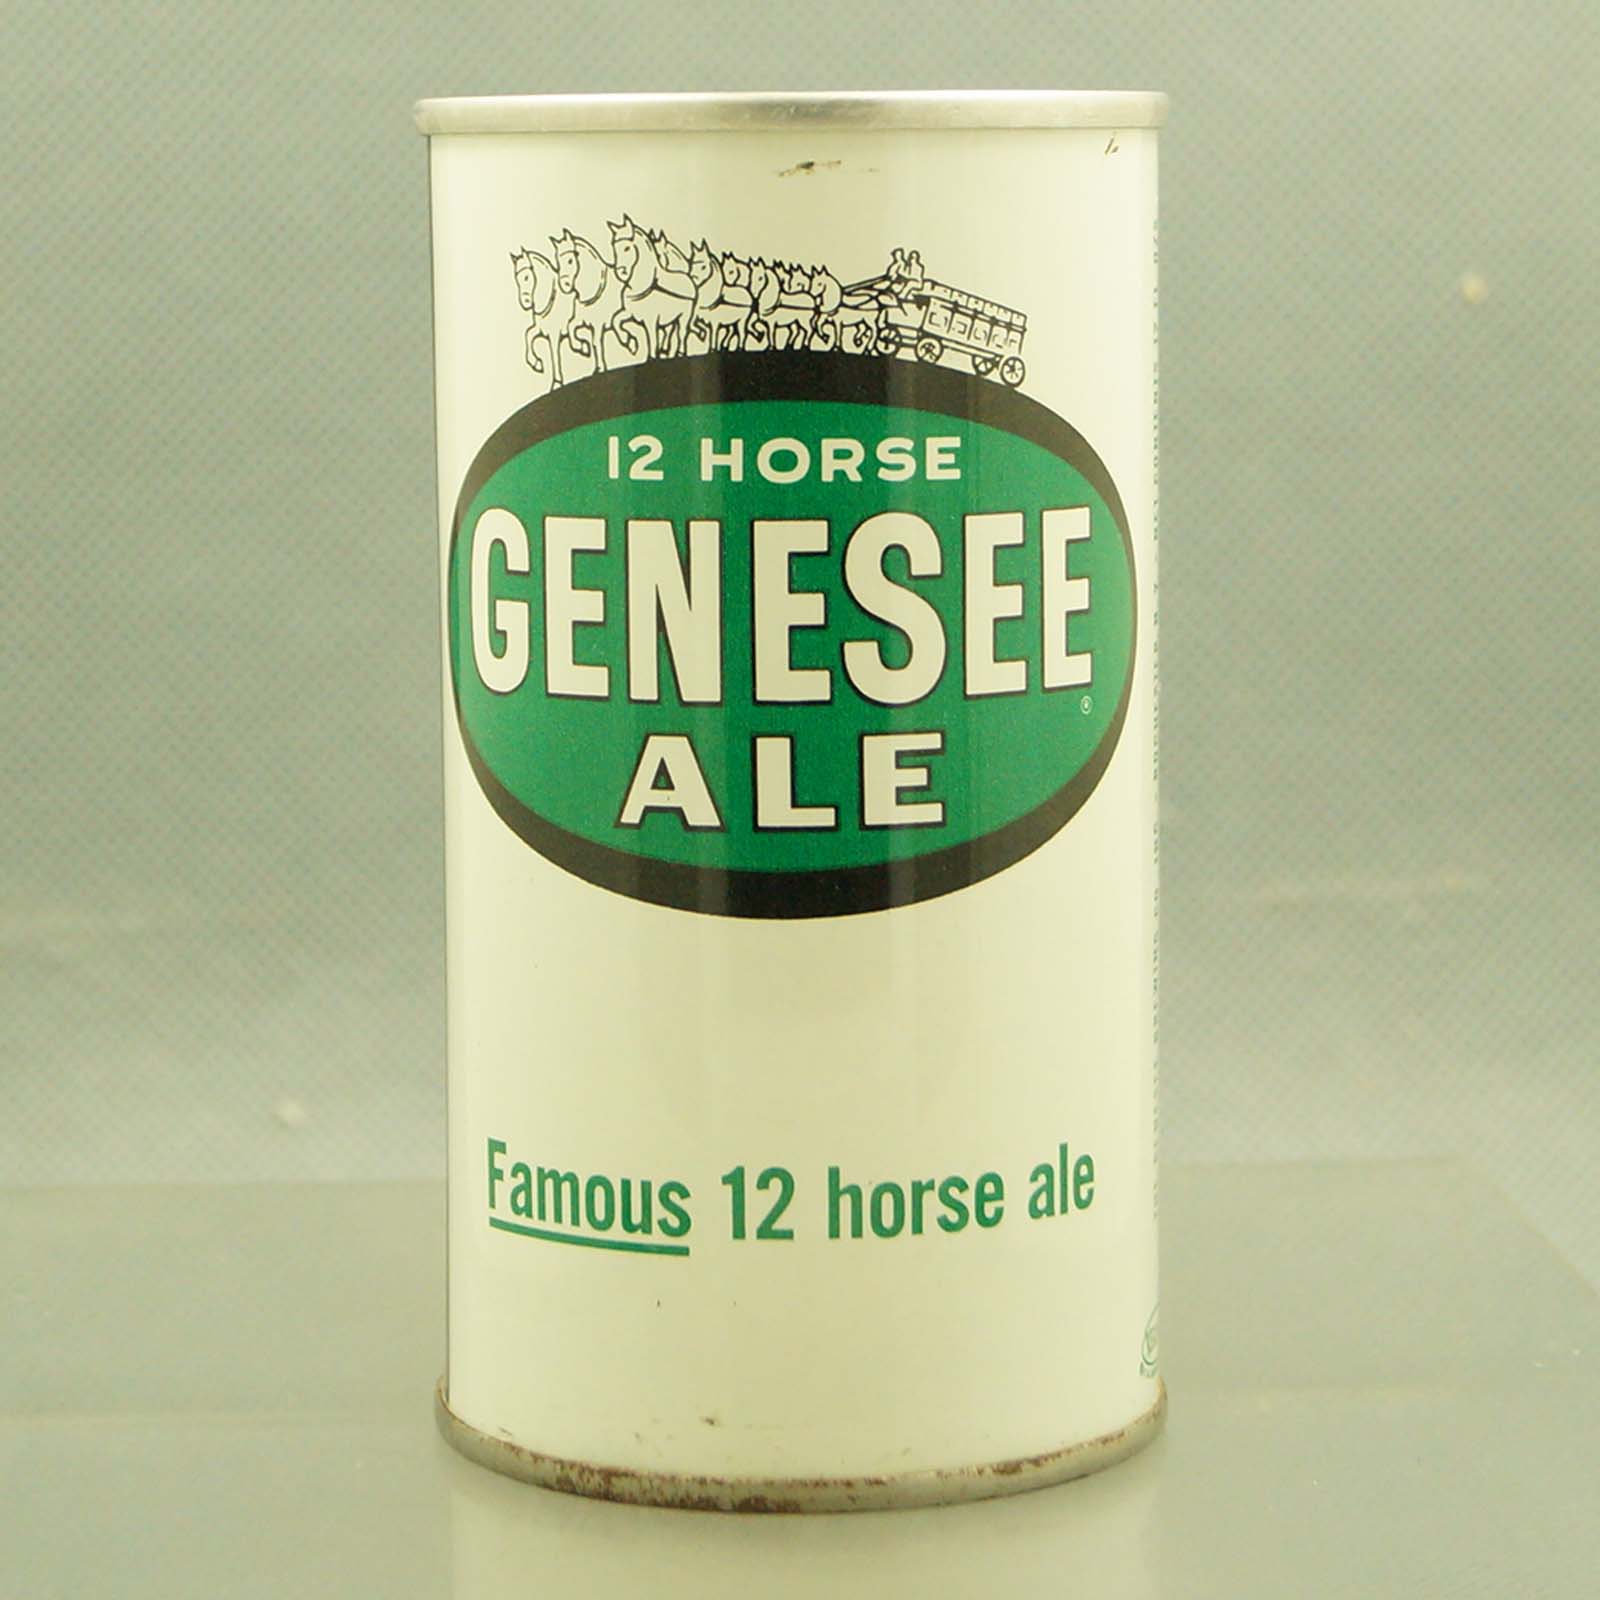 12 HORSE
GENESEE
®
ALE
Famous 12 horse ale